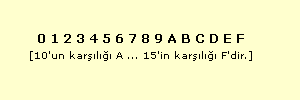 0 1 2 3 4 5 6 7 8 9 A B C D E F
[10'un karşılığı A ... 15'in karşılığı F'dir.]